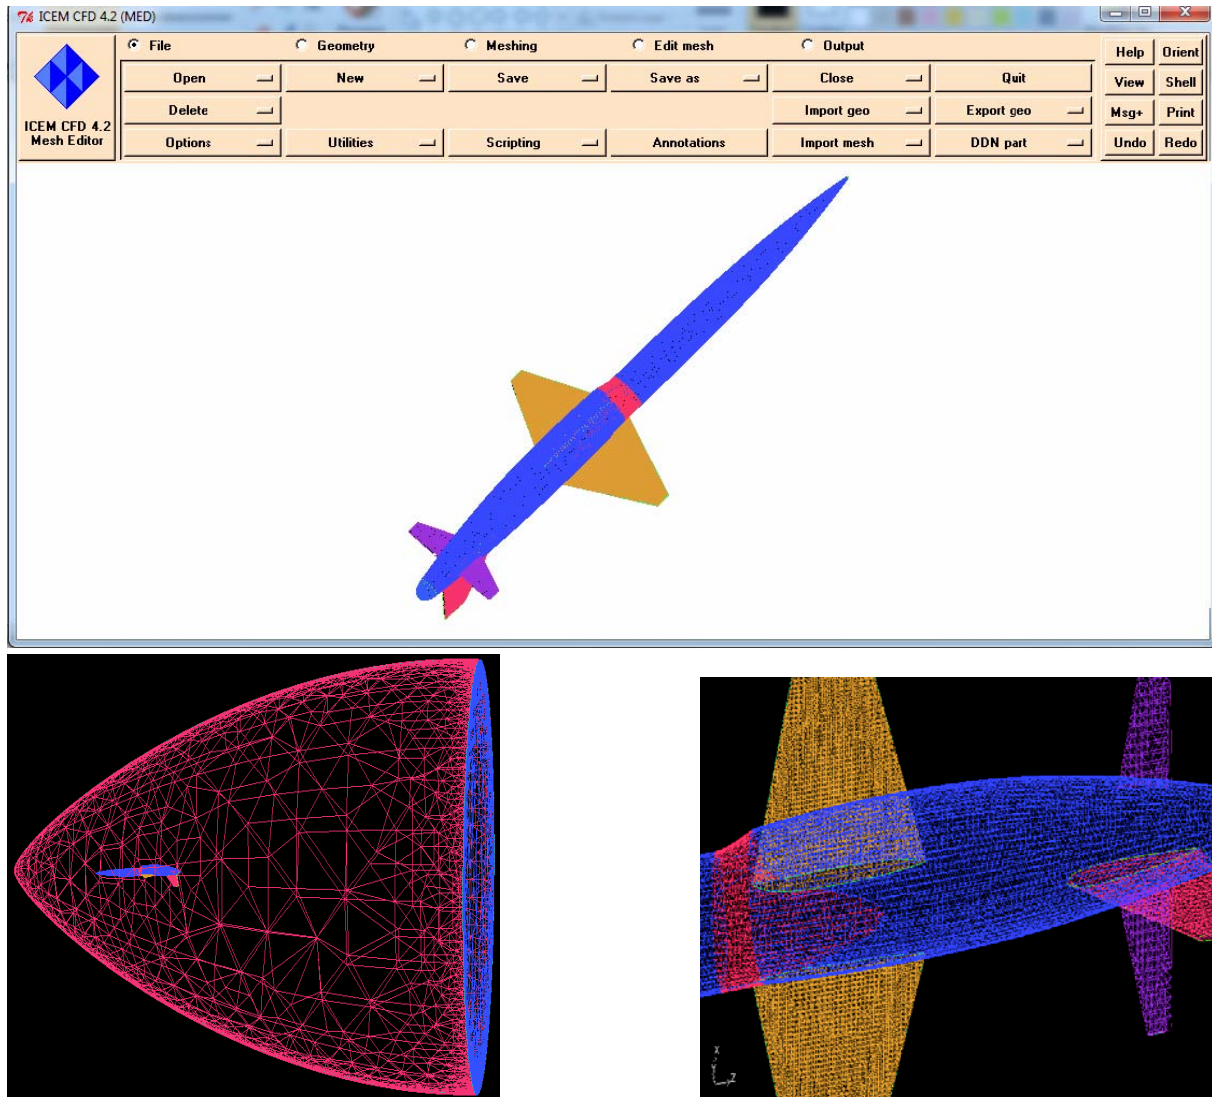 ICEM CFD 4.2 (MED)
File Geometry Meshing Edit mesh Output
Help Orient
Open New Save Save as Close Quit
View Shell
Delete Import geo Export geo
Msg+ Print
ICEM CFD 4.2
Mesh Editor
Options Utilities Scripting Annotations Import mesh DDN part
Undo Redo
X
Z